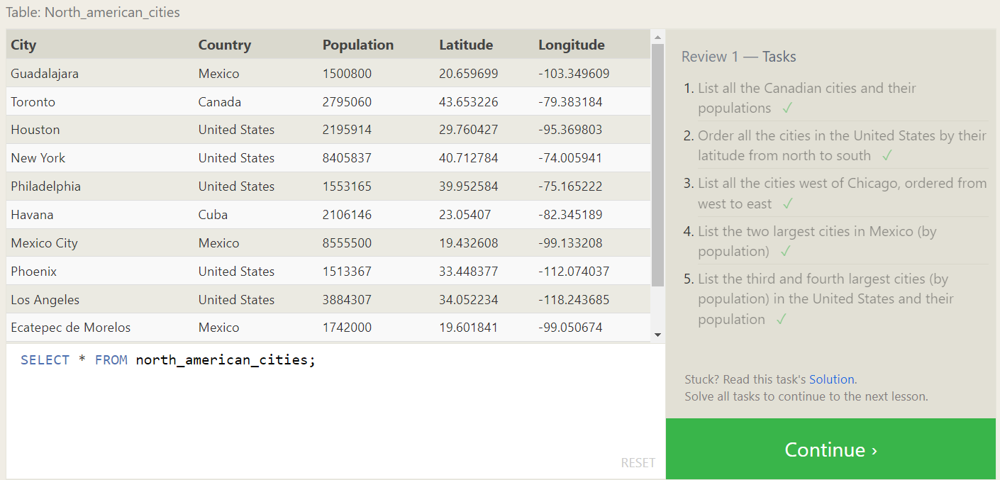 Table: North_american_cities
City Country Population Latitude Longitude
Guadalajara Mexico 1500800 20.659699 -103.349609
Toronto Canada 2795060 43.653226 -79.383184
Houston United States 2195914 29.760427 -95.369803
New York United States 8405837 40.712784 -74.005941
Philadelphia United States 1553165 39.952584 -75.165222
Havana Cuba 2106146 23.05407 -82.345189
Mexico City Mexico 8555500 19.432608 -99.133208
Phoenix United States 1513367 33.448377 -112.074037
Los Angeles United States 3884307 34.052234 -118.243685
Ecatepec de Morelos Mexico 1742000 19.601841 -99.050674
SELECT * FROM north_american_cities;
RESET
Review 1 — Tasks
1. List all the Canadian cities and their
populations ✓
2. Order all the cities in the United States by their
latitude from north to south ✓
3. List all the cities west of Chicago, ordered from
west to east ✓
4. List the two largest cities in Mexico (by
population) ✓
5. List the third and fourth largest cities (by
population) in the United States and their
population ✓
Stuck? Read this task's Solution.
Solve all tasks to continue to the next lesson.
Continue ›